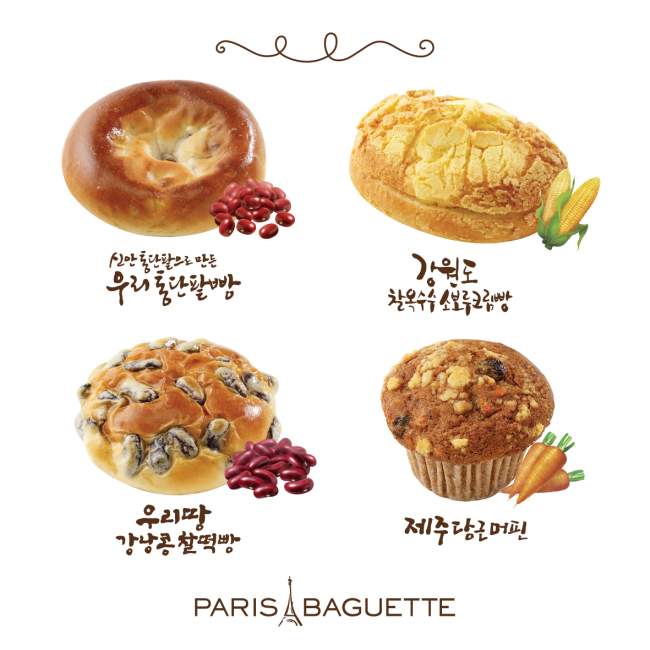 신안 통단팥으로 만든
우리 통단팥빵
강원도
찰옥수수 소보루크림빵
우리땅
강낭콩 찰떡빵
제주 당근머핀
PARIS BAGUETTE